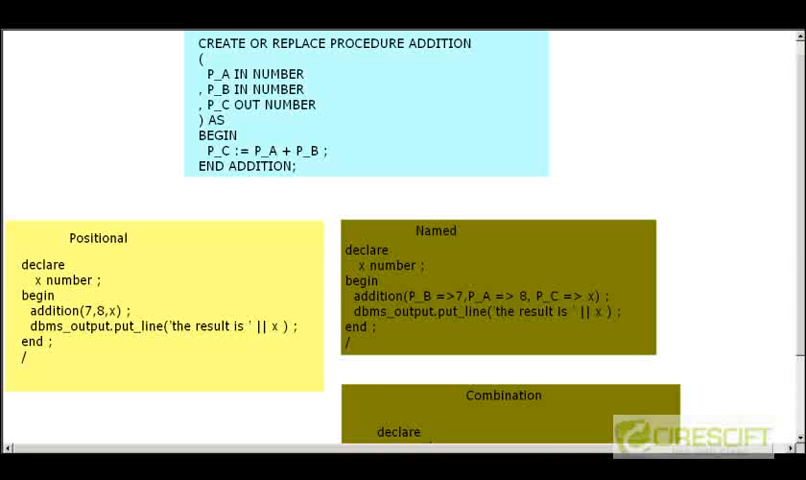 CREATE OR REPLACE PROCEDURE ADDITION
(
P_A IN NUMBER
, P_B IN NUMBER
, P_C OUT NUMBER
) AS
BEGIN
P_C := P_A + P_B ;
END ADDITION;
Positional
declare
x number ;
begin
addition(7,8,x) ;
dbms_output.put_line('the result is ' || x ) ;
end ;
/
Named
declare
x number ;
begin
addition(P_B =>7,P_A => 8, P_C => x) ;
dbms_output.put_line('the result is ' || x ) ;
end ;
/
Combination
declare